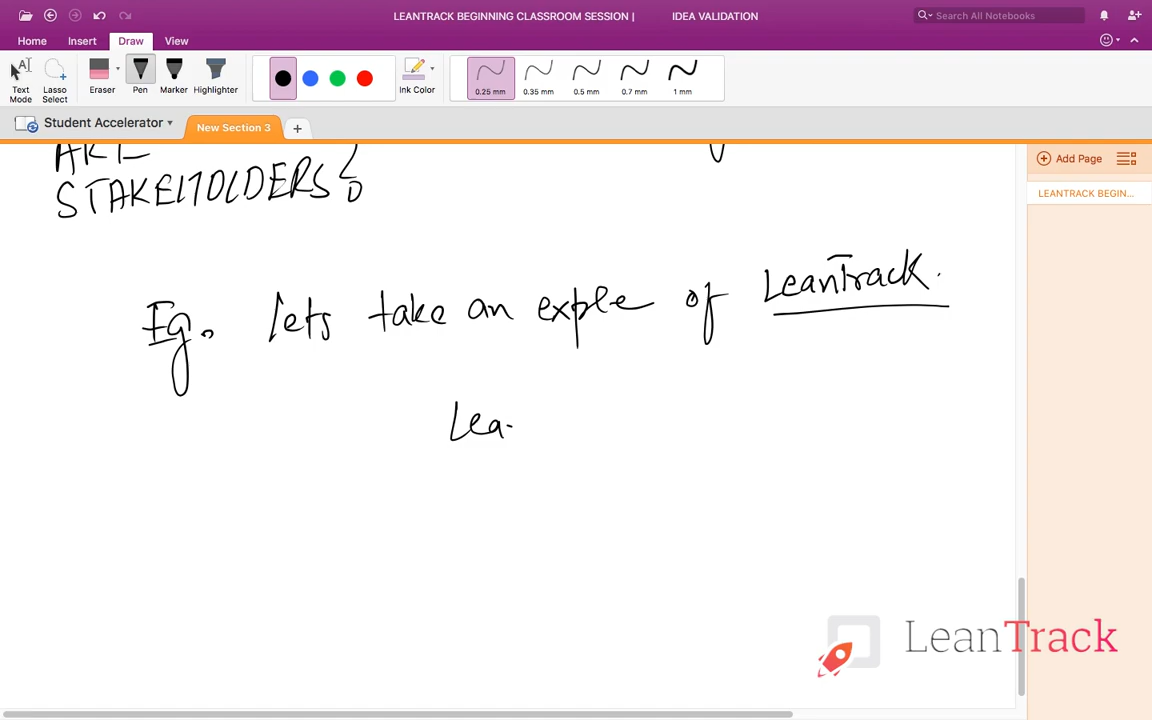 LEANTRACK BEGINNING CLASSROOM SESSION | IDEA VALIDATION
Search All Notebooks
Home Insert Draw View
Text Mode
Lasso Select
Eraser
Pen
Marker
Highlighter
Ink Color
0.25 mm 0.35 mm 0.5 mm 0.7 mm 1 mm
Student Accelerator
New Section 3
+
Add Page
LEANTRACK BEGIN...
ARE
STAKEHOLDERS?
Eg. lets take an exple of LeanTrack.
Lea
LeanTrack